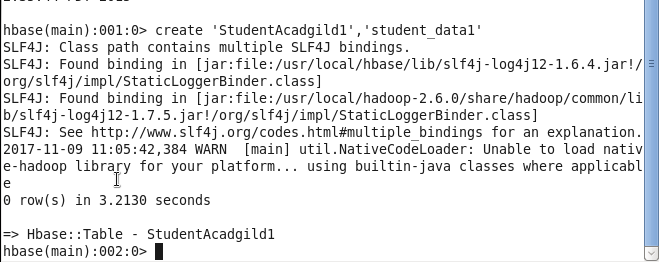 hbase(main):001:0> create 'StudentAcadgild1','student_data1'
SLF4J: Class path contains multiple SLF4J bindings.
SLF4J: Found binding in [jar:file:/usr/local/hbase/lib/slf4j-log4j12-1.6.4.jar!/
org/slf4j/impl/StaticLoggerBinder.class]
SLF4J: Found binding in [jar:file:/usr/local/hadoop-2.6.0/share/hadoop/common/li
b/slf4j-log4j12-1.7.5.jar!/org/slf4j/impl/StaticLoggerBinder.class]
SLF4J: See http://www.slf4j.org/codes.html#multiple_bindings for an explanation.
2017-11-09 11:05:42,384 WARN  [main] util.NativeCodeLoader: Unable to load nativ
e-hadoop library for your platform... using builtin-java classes where applicabl
e
0 row(s) in 3.2130 seconds
=> Hbase::Table - StudentAcadgild1
hbase(main):002:0>